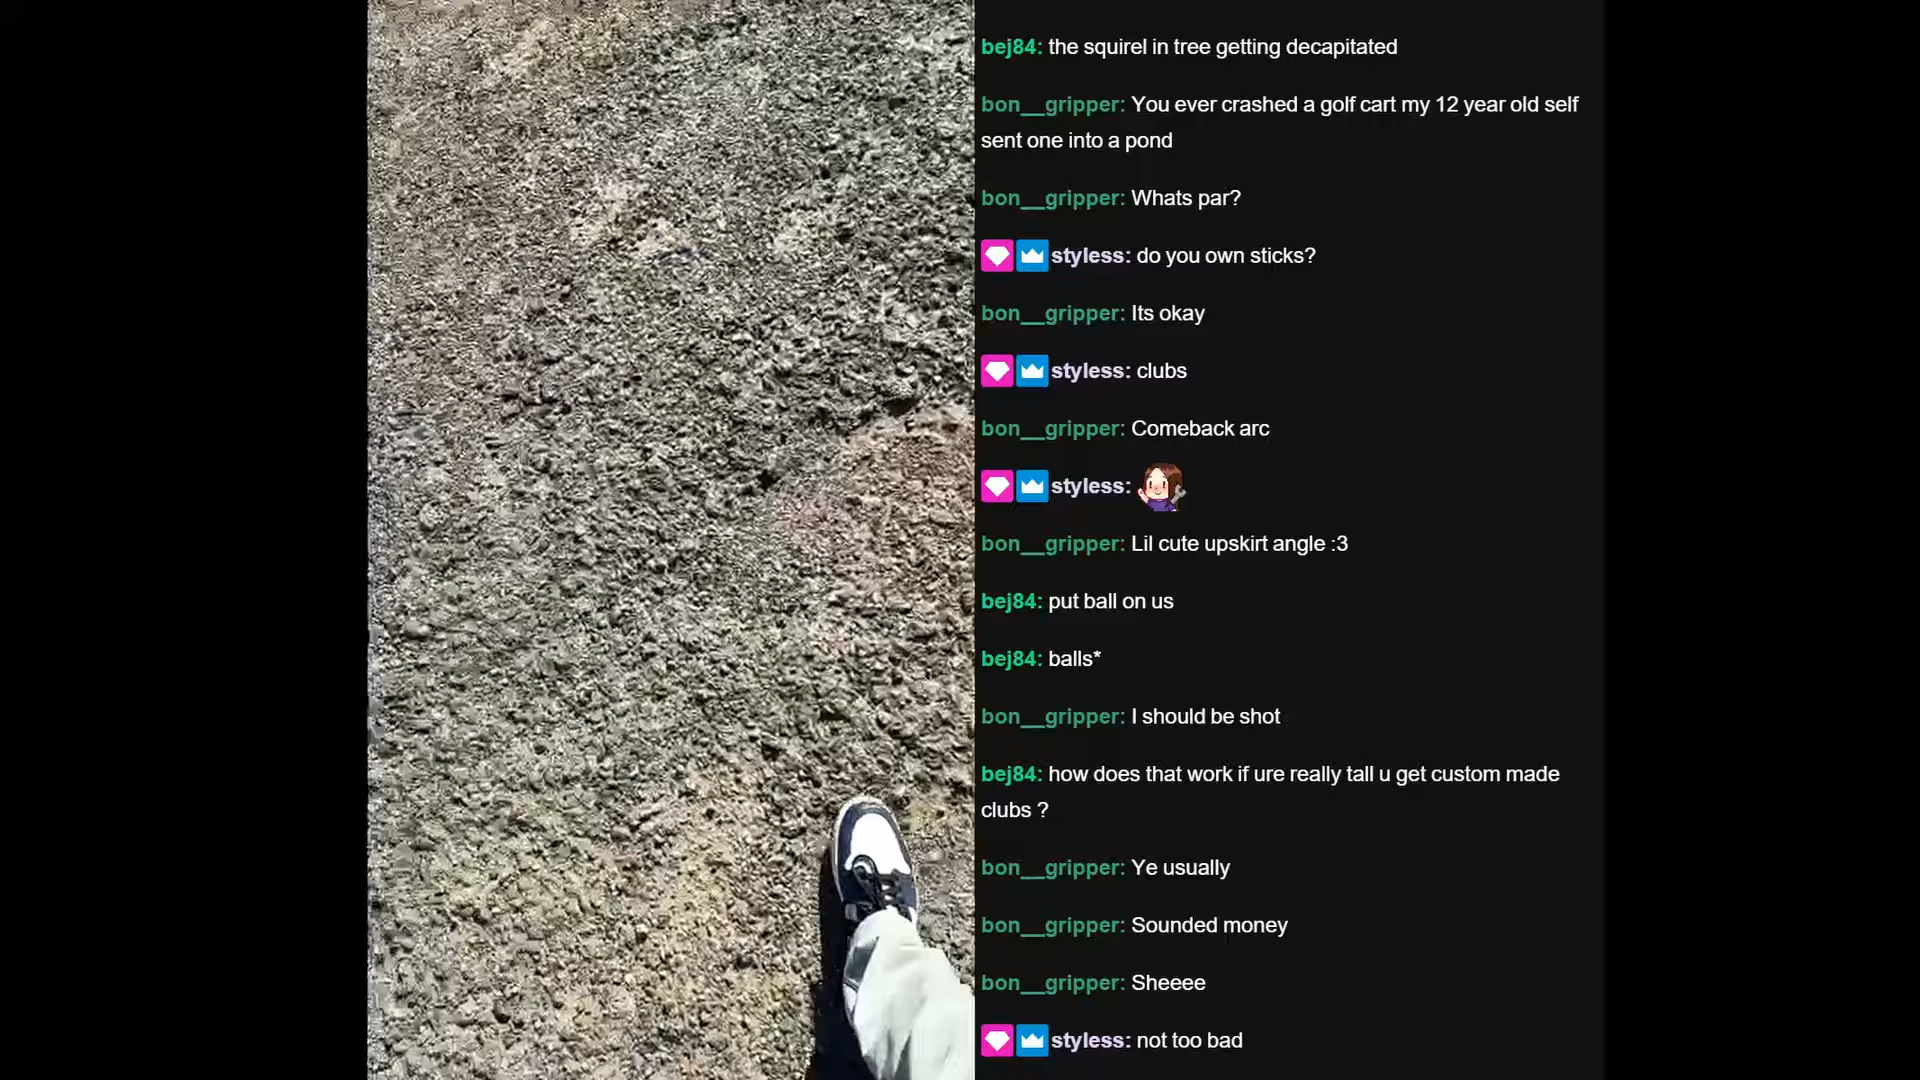 bej84: the squirel in tree getting decapitated
bon__gripper: You ever crashed a golf cart my 12 year old self
sent one into a pond
bon__gripper: Whats par?
styless: do you own sticks?
bon__gripper: Its okay
styless: clubs
bon__gripper: Comeback arc
styless:
bon__gripper: Lil cute upskirt angle :3
bej84: put ball on us
bej84: balls*
bon__gripper: I should be shot
bej84: how does that work if ure really tall u get custom made
clubs ?
bon__gripper: Ye usually
bon__gripper: Sounded money
bon__gripper: Sheeee
styless: not too bad